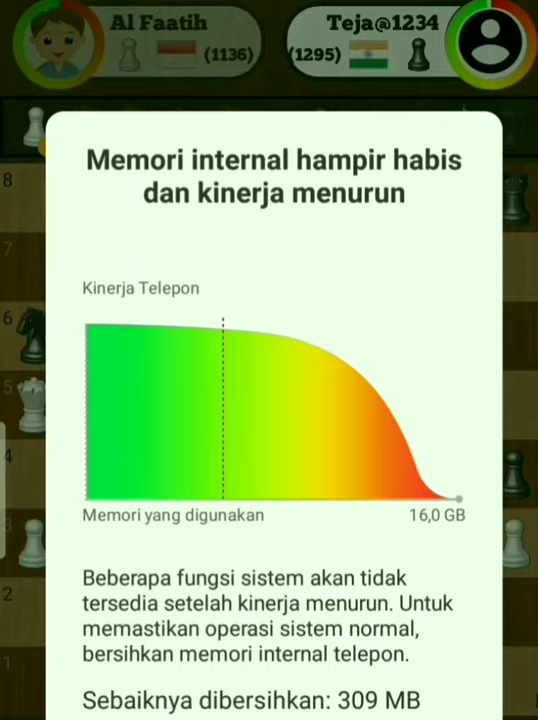 Al Faatih
(1136)
Teja@1234
(1295)
Memori internal hampir habis
dan kinerja menurun
8
7
6
5
4
3
2
1
Kinerja Telepon
Memori yang digunakan
16,0 GB
Beberapa fungsi sistem akan tidak
tersedia setelah kinerja menurun. Untuk
memastikan operasi sistem normal,
bersihkan memori internal telepon.
Sebaiknya dibersihkan: 309 MB